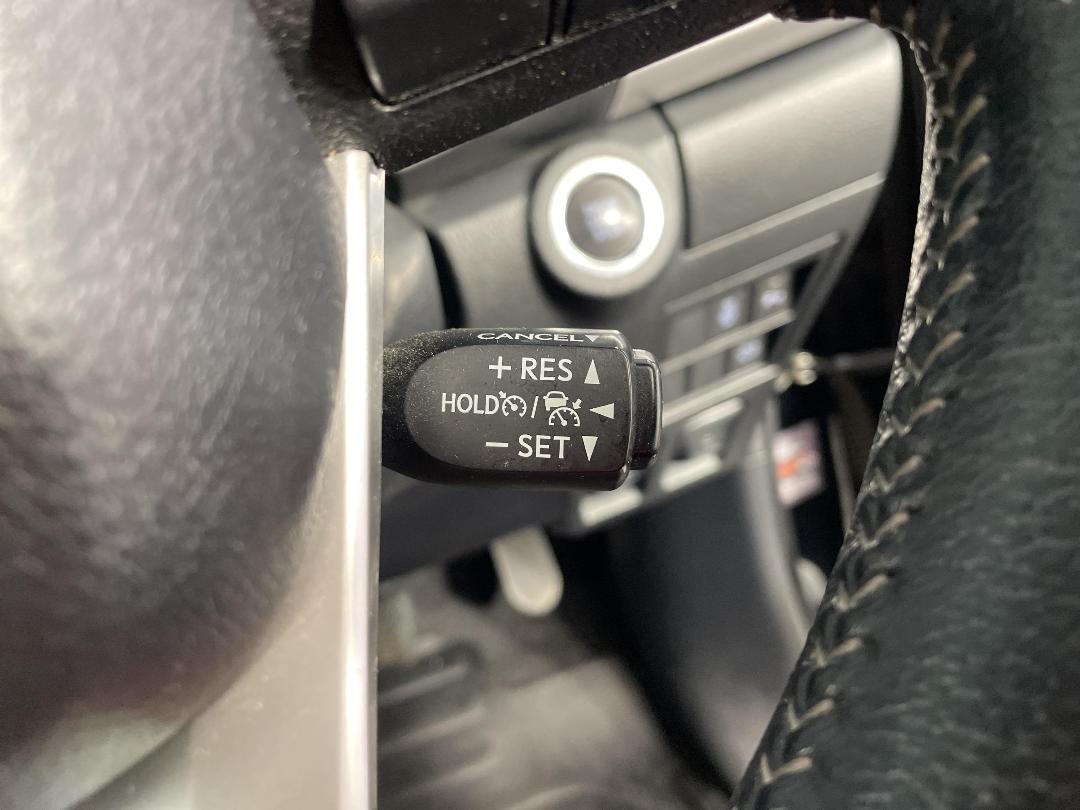 CANCEL▼
+ RES ▲
HOLD / ◀
− SET ▼